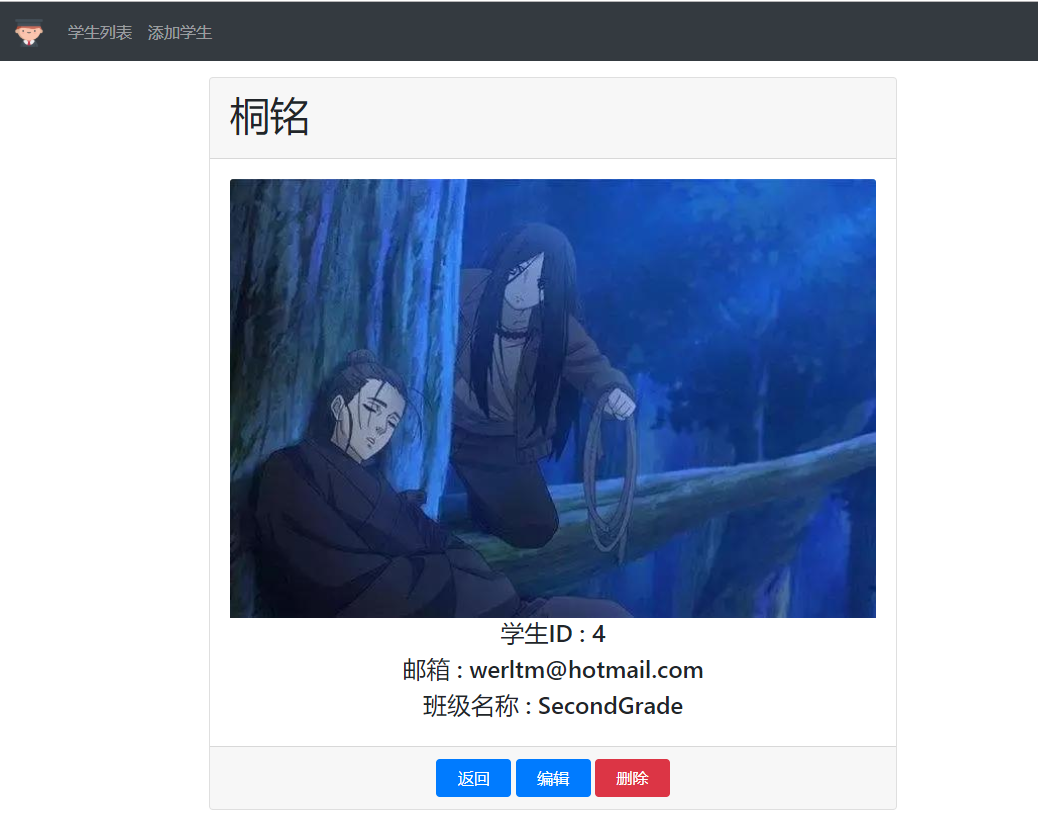 学生列表 添加学生
桐铭
学生ID : 4
邮箱 : werltm@hotmail.com
班级名称 : SecondGrade
返回 编辑 删除